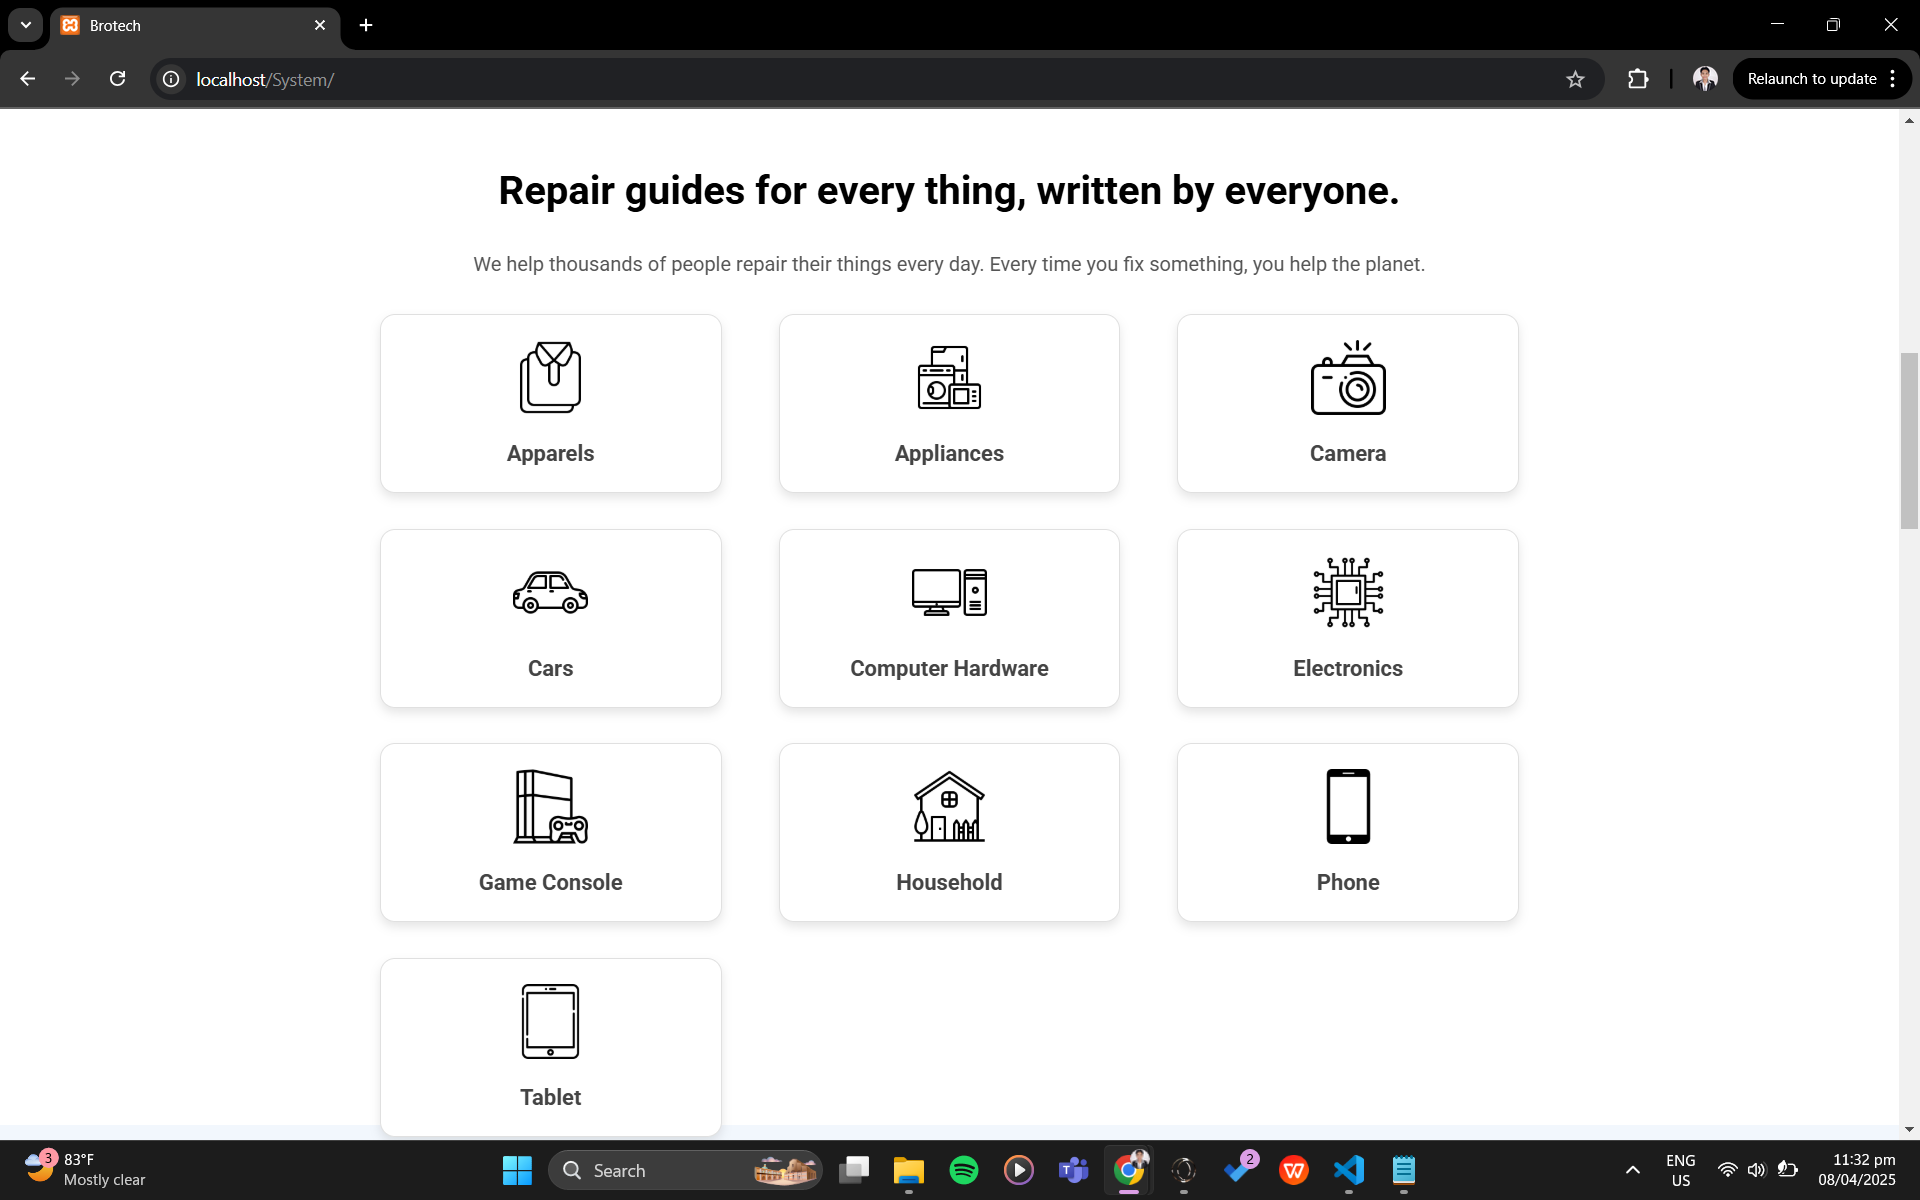 Brotech
localhost/System/
Relaunch to update
Repair guides for every thing, written by everyone.
We help thousands of people repair their things every day. Every time you fix something, you help the planet.
Apparels
Appliances
Camera
Cars
Computer Hardware
Electronics
Game Console
Household
Phone
Tablet
3
83°F
Mostly clear
Search
2
ENG
US
11:32 pm
08/04/2025